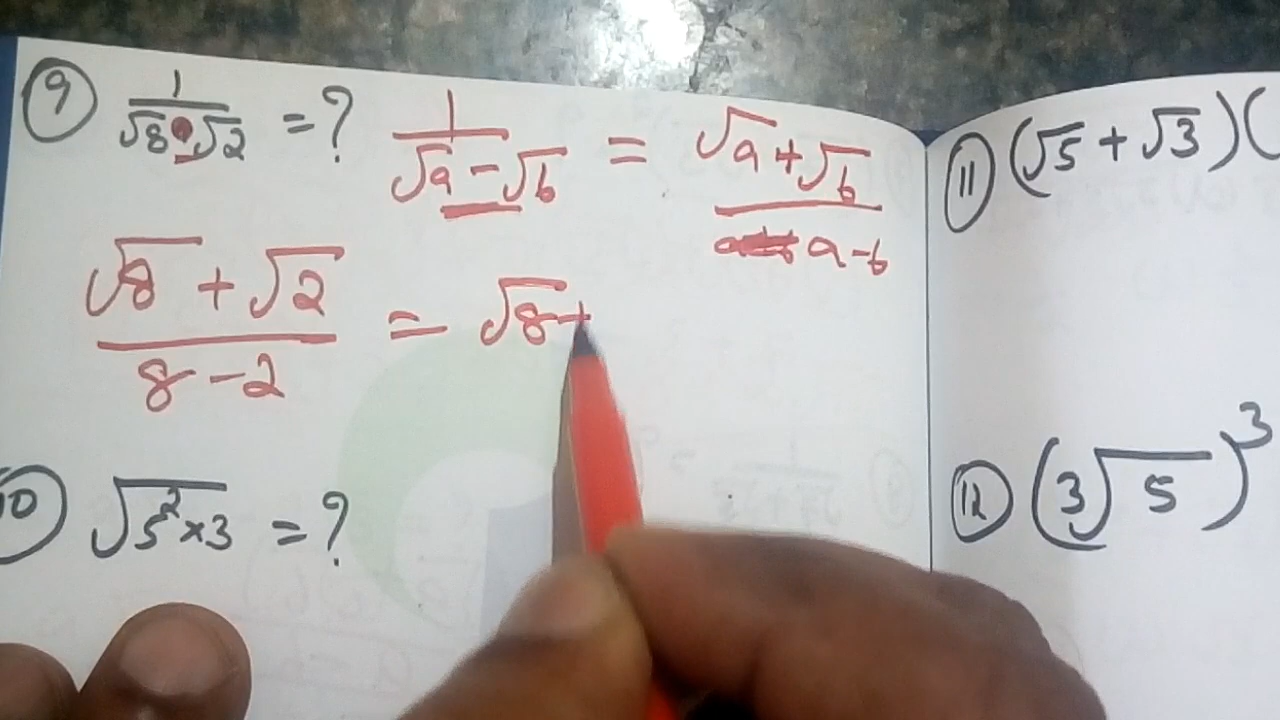 9 1/(√8 - √2) = ? 1/(√a - √b) = (√a + √b)/(a-b)
(√8 + √2)/(8 - 2) = √8 +
10 √(5² × 3) = ?
11 (√5 + √3)(
12 (3√5)³